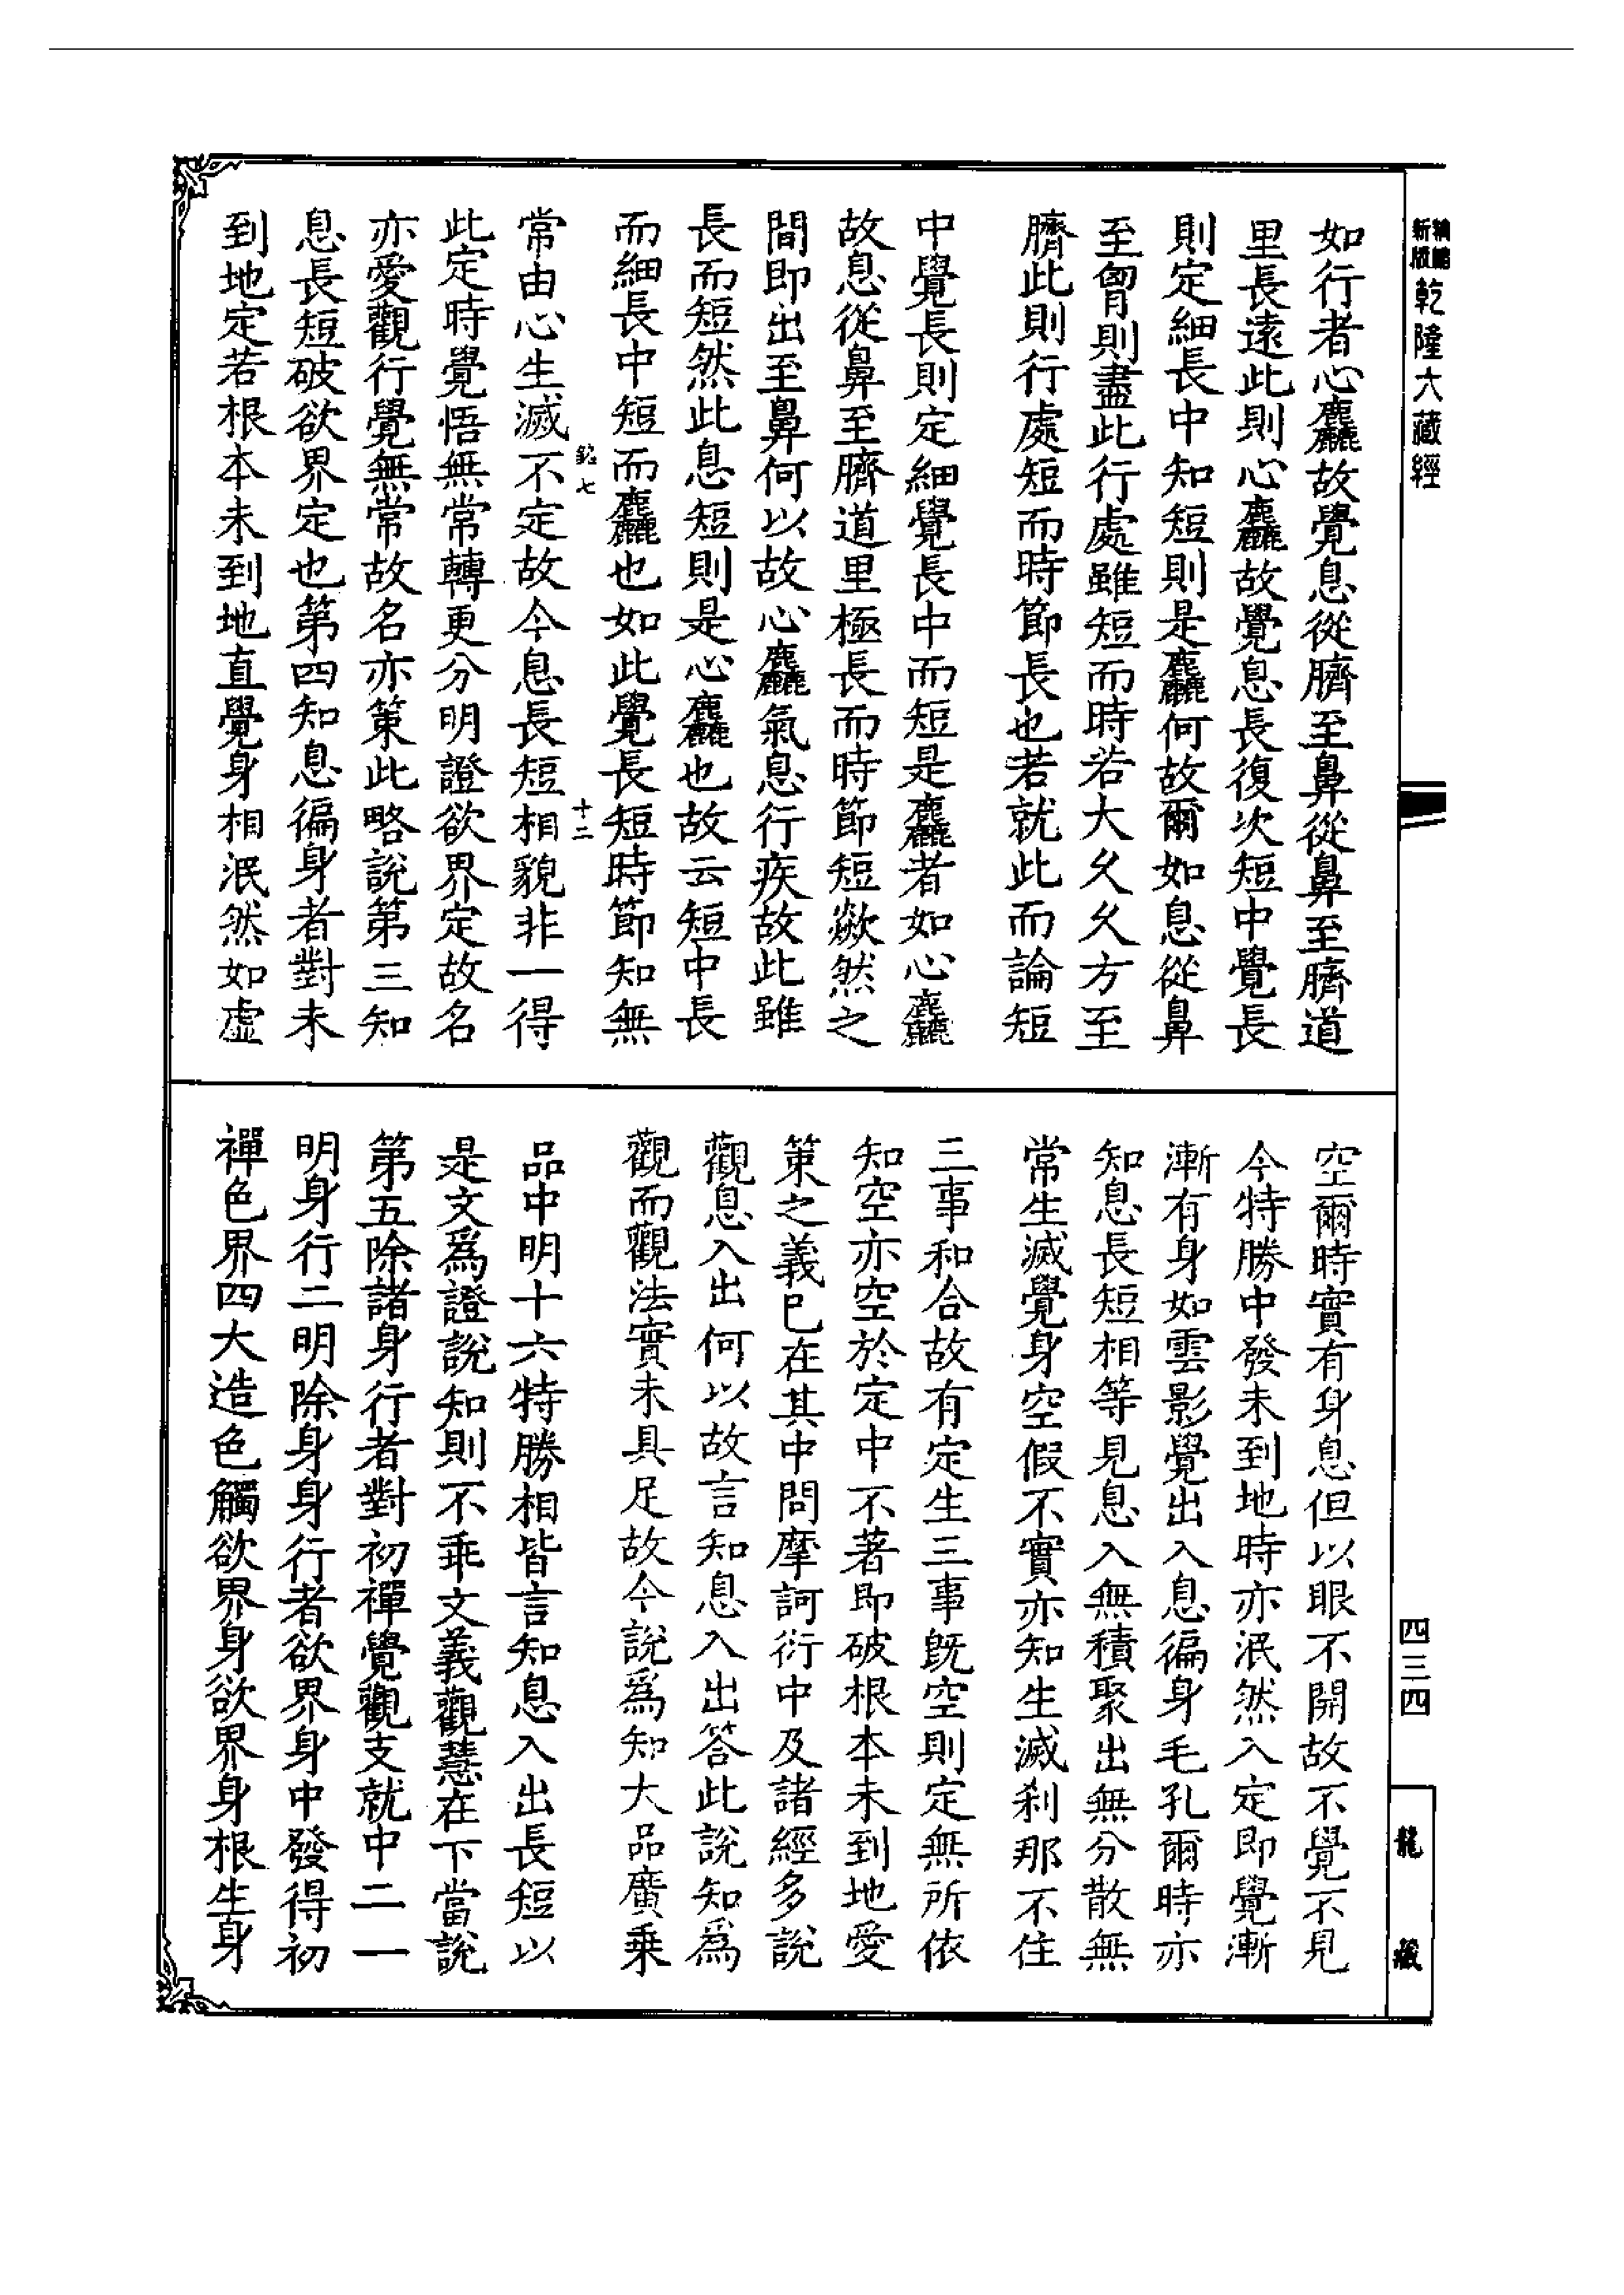 精縮新版乾隆大藏經
如行者心麤故覺息從臍至鼻從鼻至臍道
里長遠此則心麤故覺息長復次短中覺長
則定細長中知短則是麤何故爾如息從鼻
至胷則盡此行處雖短而時若大久久方至
臍此則行處短而時節長也若就此而論短
中覺長則定細覺長中而短是麤者如心麤
故息從鼻至臍道里極長而時節短歘然之
間即出至鼻何以故心麤氣息行疾故此雖
長而短然此息短則是心麤也故云短中長
而細長中短而麤也如此覺長短時節知無
十二
常由心生滅不定故今息長短相貌非一得
此定時覺悟無常轉更分明證欲界定故名
亦愛觀行覺無常故名亦策此略說第三知
息長短破欲界定也第四知息徧身者對未
到地定若根本未到地直覺身相泯然如虛
空爾時實有身息但以眼不開故不覺不見
今特勝中發未到地時亦泯然入定即覺漸
漸有身如雲影覺出入息徧身毛孔爾時亦
知息長短相等見息入無積聚出無分散無
常生滅覺身空假不實亦知生滅刹那不住
三事和合故有定生三事旣空則定無所依
知空亦空於定中不著即破根本未到地愛
策之義已在其中問摩訶衍中及諸經多說
觀息入出何以故言知息入出答此說知爲
觀而觀法實未具足故今說爲知大品廣乘
品中明十六特勝相皆言知息入出長短以
是文爲證說知則不乖文義觀慧在下當說
第五除諸身行者對初禪覺觀支就中二一
明身行二明除身身行者欲界身中發得初
禪色界四大造色觸欲界身欲界身根生身
四三四
龍藏